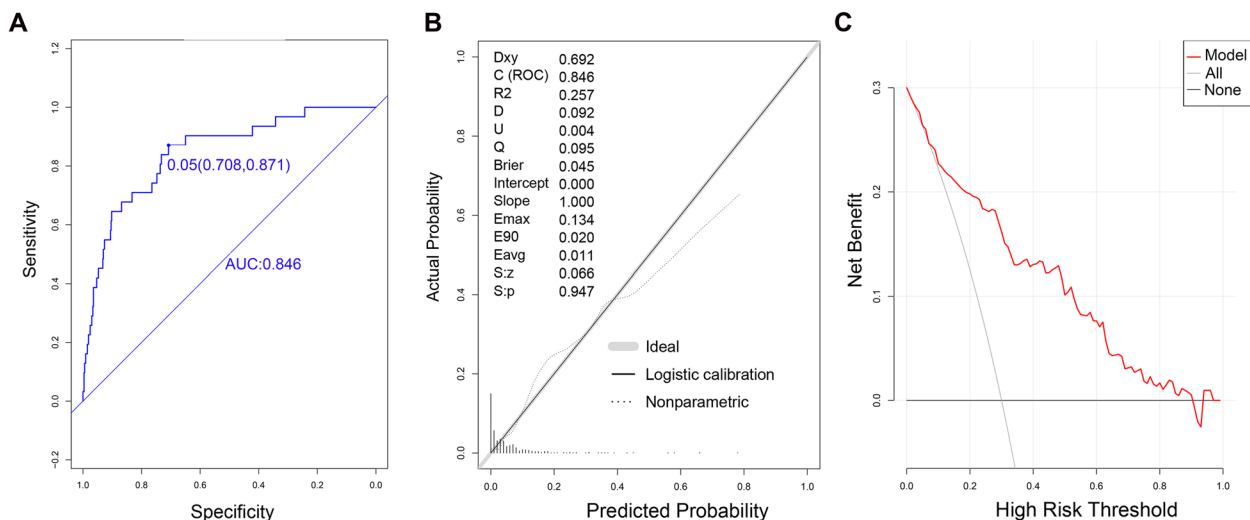 A
1.2
1.0
0.8
0.6
0.4
0.2
0.0
-0.2
Sensitivity
0.05(0.708,0.871)
AUC:0.846
1.0 0.8 0.6 0.4 0.2 0.0
Specificity
B
1.0
0.8
0.6
0.4
0.2
0.0
Actual Probability
Dxy 0.692
C (ROC) 0.846
R2 0.257
D 0.092
U 0.004
Q 0.095
Brier 0.045
Intercept 0.000
Slope 1.000
Emax 0.134
E90 0.020
Eavg 0.011
S:z 0.066
S:p 0.947
Ideal
Logistic calibration
Nonparametric
0.0 0.2 0.4 0.6 0.8 1.0
Predicted Probability
C
Model
All
None
0.3
0.2
0.1
0.0
Net Benefit
0.0 0.2 0.4 0.6 0.8 1.0
High Risk Threshold